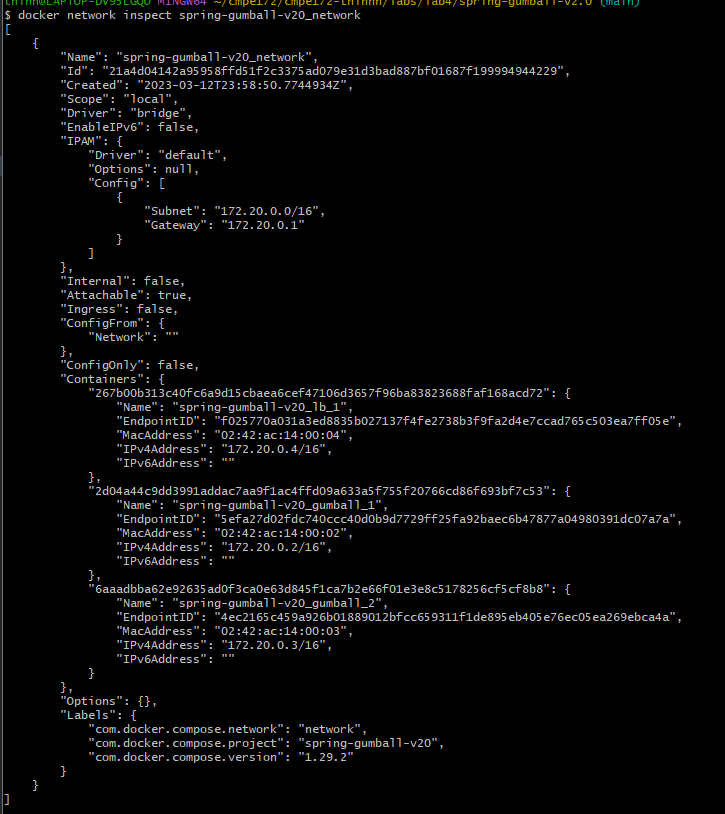 thinh@LAPTOP-DV95LGQO MINGW64 ~/cmpe172/cmpe172-thinhn/labs/lab4/spring-gumball-v2.0 (main)
$ docker network inspect spring-gumball-v20_network
[
    {
        "Name": "spring-gumball-v20_network",
        "Id": "21a4d04142a95958ffd51f2c3375ad079e31d3bad887bf01687f199994944229",
        "Created": "2023-03-12T23:58:50.7744934Z",
        "Scope": "local",
        "Driver": "bridge",
        "EnableIPv6": false,
        "IPAM": {
            "Driver": "default",
            "Options": null,
            "Config": [
                {
                    "Subnet": "172.20.0.0/16",
                    "Gateway": "172.20.0.1"
                }
            ]
        },
        "Internal": false,
        "Attachable": true,
        "Ingress": false,
        "ConfigFrom": {
            "Network": ""
        },
        "ConfigOnly": false,
        "Containers": {
            "267b00b313c40fc6a9d15cbaea6cef47106d3657f96ba83823688faf168acd72": {
                "Name": "spring-gumball-v20_lb_1",
                "EndpointID": "f025770a031a3ed8835b027137f4fe2738b3f9fa2d4e7ccad765c503ea7ff05e",
                "MacAddress": "02:42:ac:14:00:04",
                "IPv4Address": "172.20.0.4/16",
                "IPv6Address": ""
            },
            "2d04a44c9dd3991addac7aa9f1ac4ffd09a633a5f755f20766cd86f693bf7c53": {
                "Name": "spring-gumball-v20_gumball_1",
                "EndpointID": "5efa27d02fdc740ccc40d0b9d7729ff25fa92baec6b47877a04980391dc07a7a",
                "MacAddress": "02:42:ac:14:00:02",
                "IPv4Address": "172.20.0.2/16",
                "IPv6Address": ""
            },
            "6aaadbba62e92635ad0f3ca0e63d845f1ca7b2e66f01e3e8c5178256cf5cf8b8": {
                "Name": "spring-gumball-v20_gumball_2",
                "EndpointID": "4ec2165c459a926b01889012bfcc659311f1de895eb405e76ec05ea269ebca4a",
                "MacAddress": "02:42:ac:14:00:03",
                "IPv4Address": "172.20.0.3/16",
                "IPv6Address": ""
            }
        },
        "Options": {},
        "Labels": {
            "com.docker.compose.network": "network",
            "com.docker.compose.project": "spring-gumball-v20",
            "com.docker.compose.version": "1.29.2"
        }
    }
]